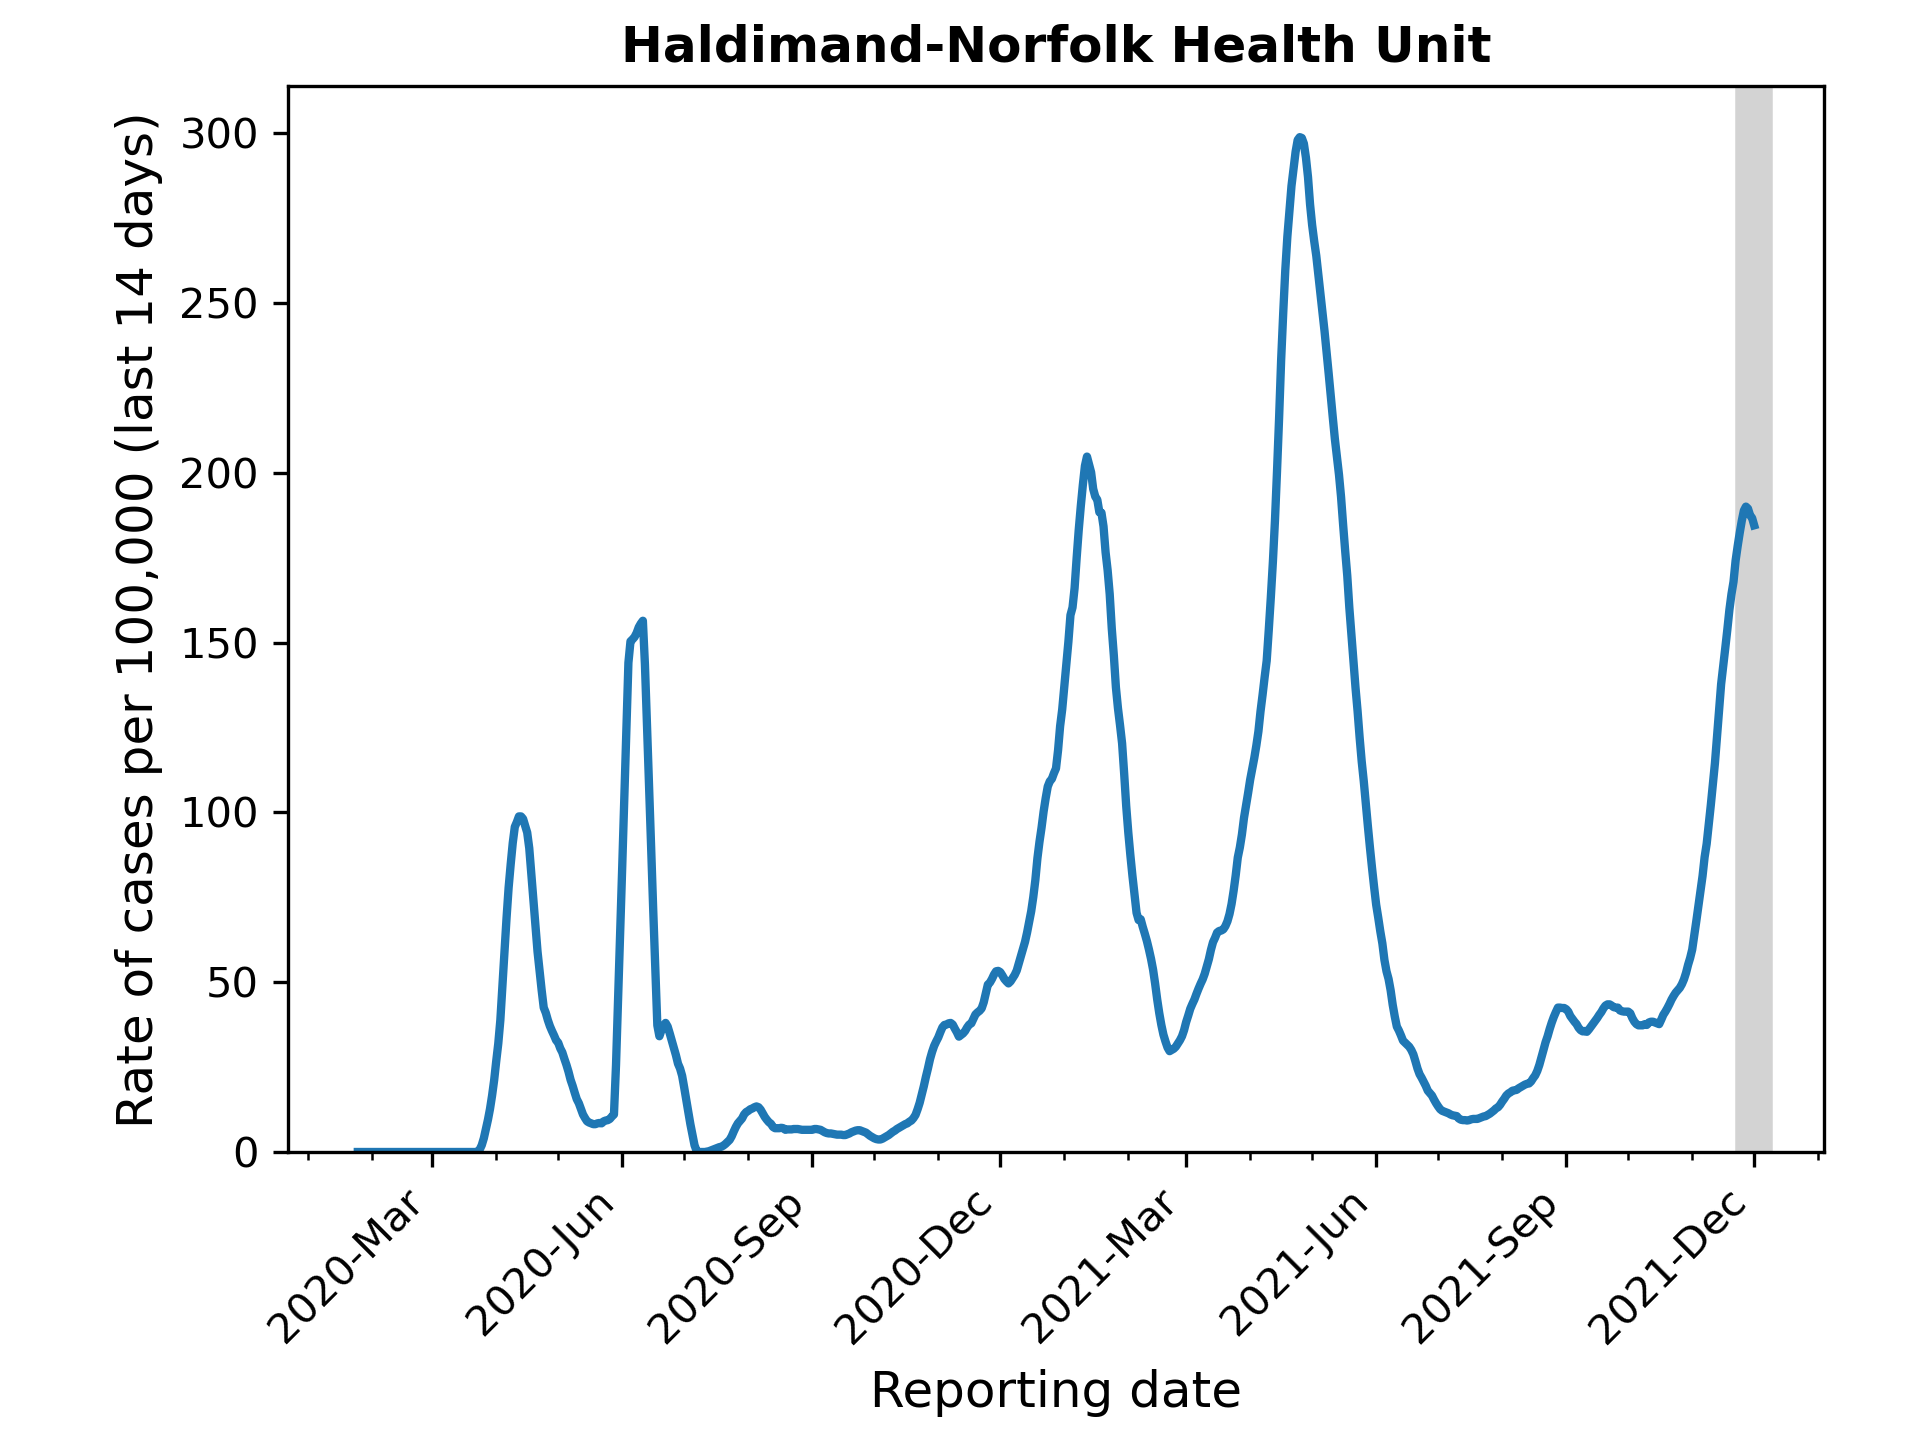 Haldimand-Norfolk Health Unit
Rate of cases per 100,000 (last 14 days)
300
250
200
150
100
50
0
2020-Mar
2020-Jun
2020-Sep
2020-Dec
2021-Mar
2021-Jun
2021-Sep
2021-Dec
Reporting date